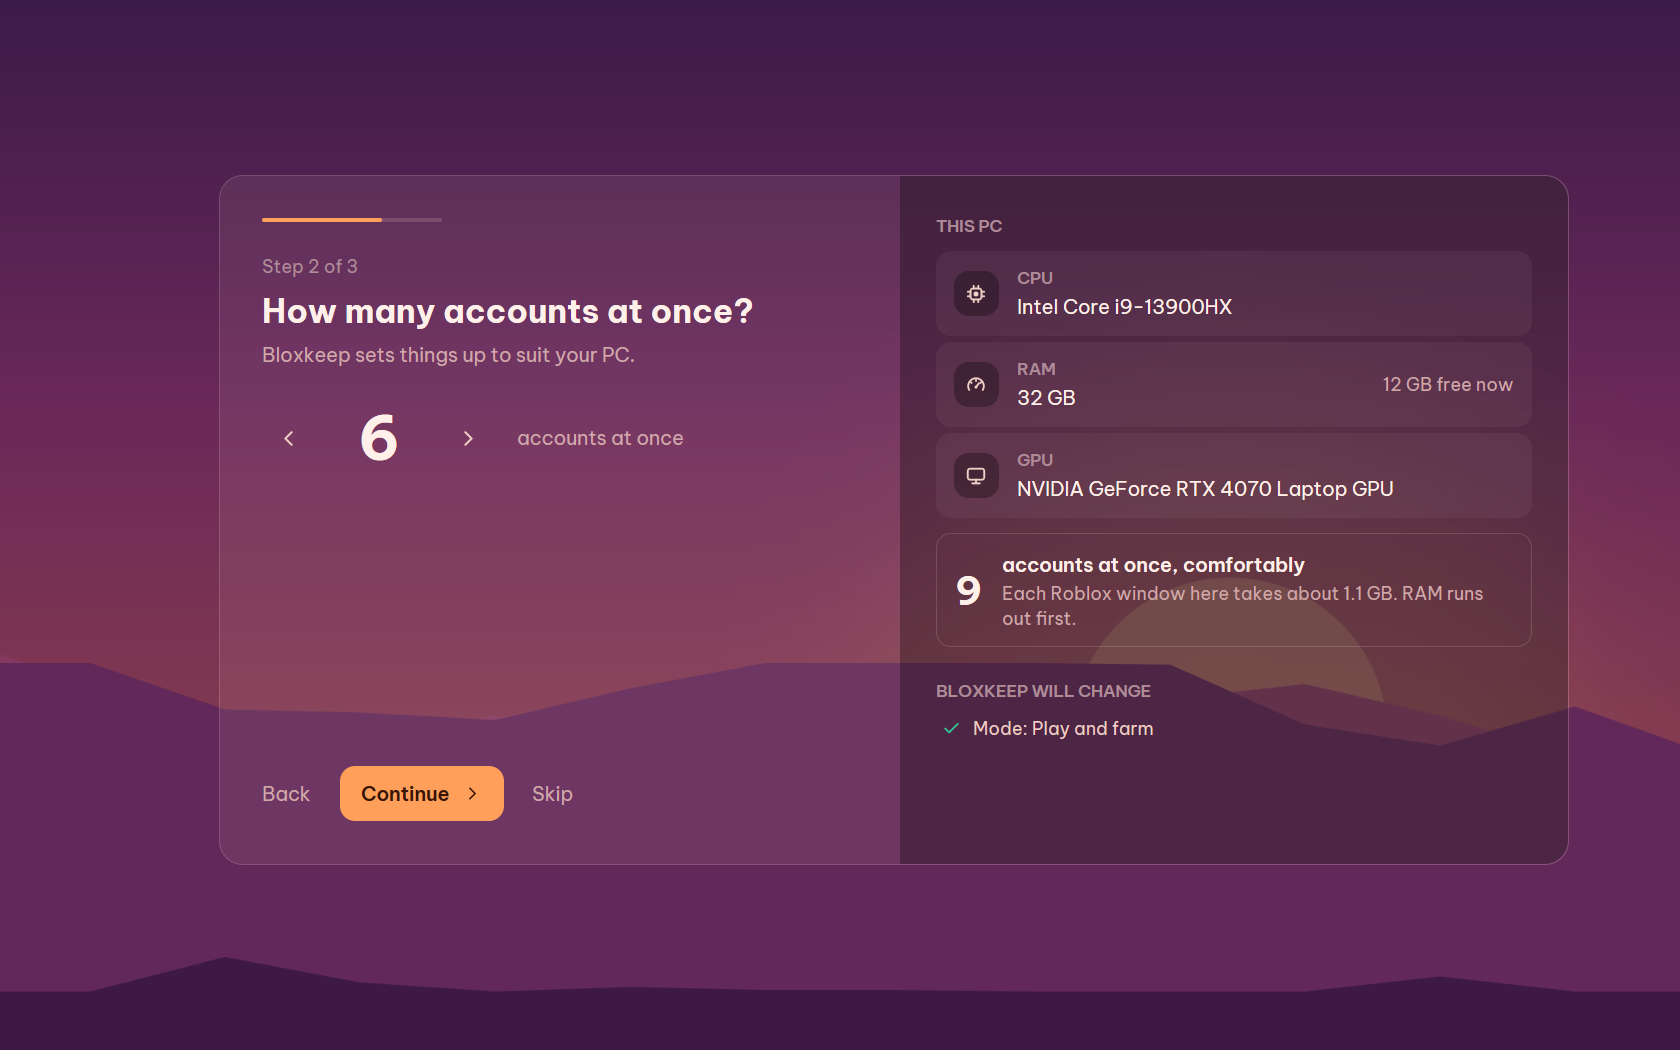 Step 2 of 3
How many accounts at once?
Bloxkeep sets things up to suit your PC.
6
accounts at once
Back
Continue
Skip
THIS PC
CPU
Intel Core i9-13900HX
RAM
32 GB
12 GB free now
GPU
NVIDIA GeForce RTX 4070 Laptop GPU
9
accounts at once, comfortably
Each Roblox window here takes about 1.1 GB. RAM runs
out first.
BLOXKEEP WILL CHANGE
Mode: Play and farm